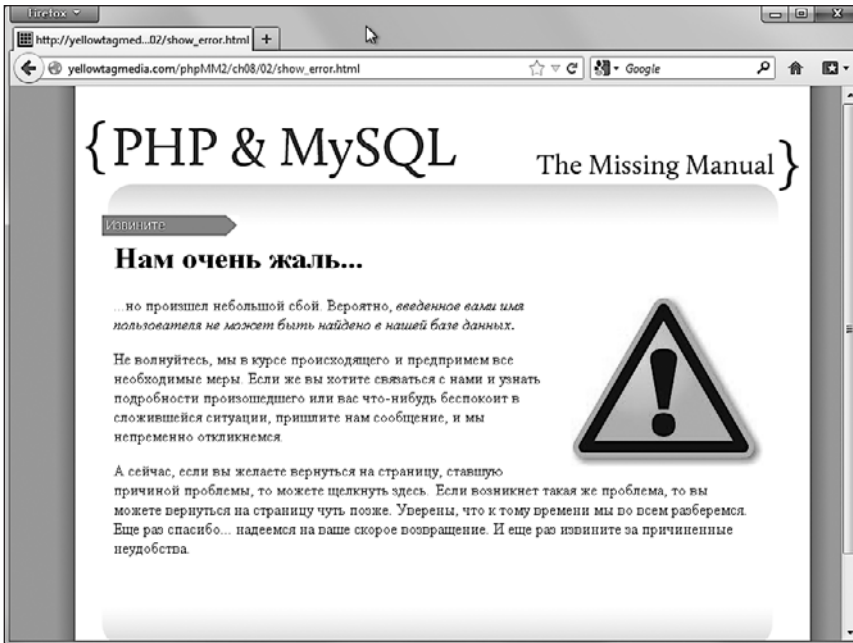 Firefox
http://yellowtagmed...02/show_error.html +
yellowtagmedia.com/phpMM2/ch08/02/show_error.html
Google
{PHP & MySQL
The Missing Manual}
Извините
Нам очень жаль...
...но произшел небольшой сбой. Вероятно, введенное вами имя
пользователя не может быть найдено в нашей базе данных.
Не волнуйтесь, мы в курсе происходящего и предпримем все
необходимые меры. Если же вы хотите связаться с нами и узнать
подробности произошедшего или вас что-нибудь беспокоит в
сложившейся ситуации, пришлите нам сообщение, и мы
непременно откликнемся.
А сейчас, если вы желаете вернуться на страницу, ставшую
причиной проблемы, то можете щелкнуть здесь. Если возникнет такая же проблема, то вы
можете вернуться на страницу чуть позже. Уверены, что к тому времени мы во всем разберемся.
Еще раз спасибо... надеемся на ваше скорое возвращение. И еще раз извините за причиненные
неудобства.